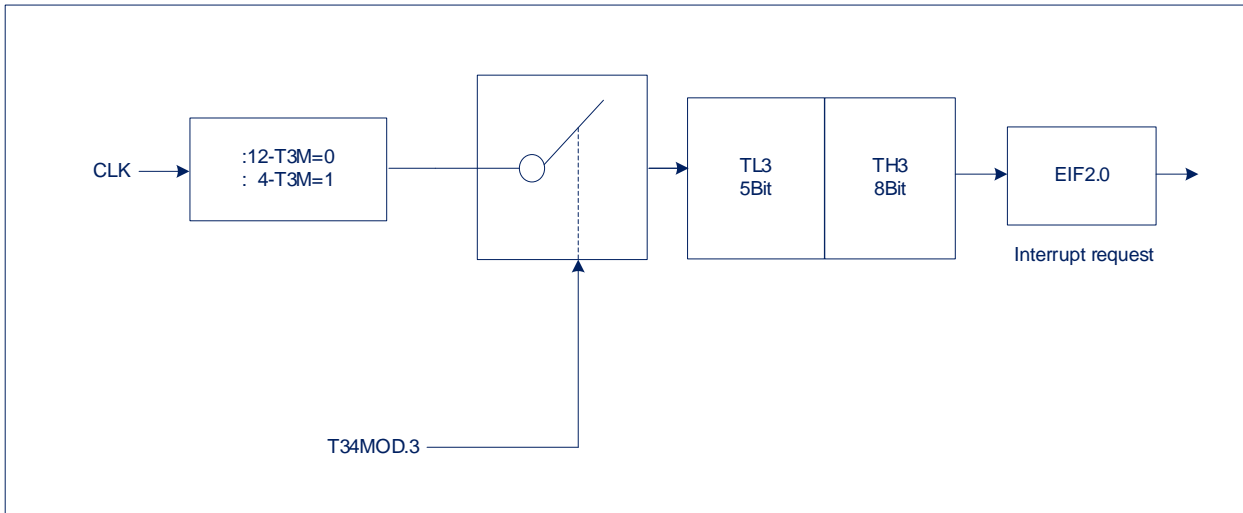 CLK
:12-T3M=0
: 4-T3M=1
TL3
5Bit
TH3
8Bit
EIF2.0
Interrupt request
T34MOD.3